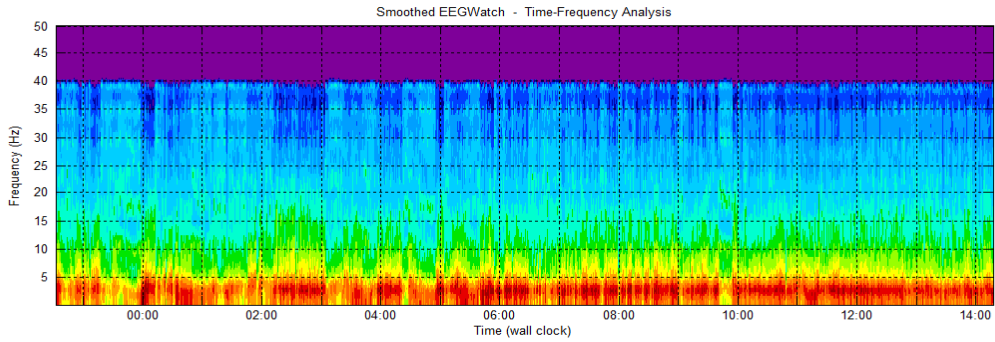 Smoothed EEGWatch - Time-Frequency Analysis
50
45
40
35
30
25
20
15
10
5
Frequency (Hz)
00:00 02:00 04:00 06:00 08:00 10:00 12:00 14:00
Time (wall clock)